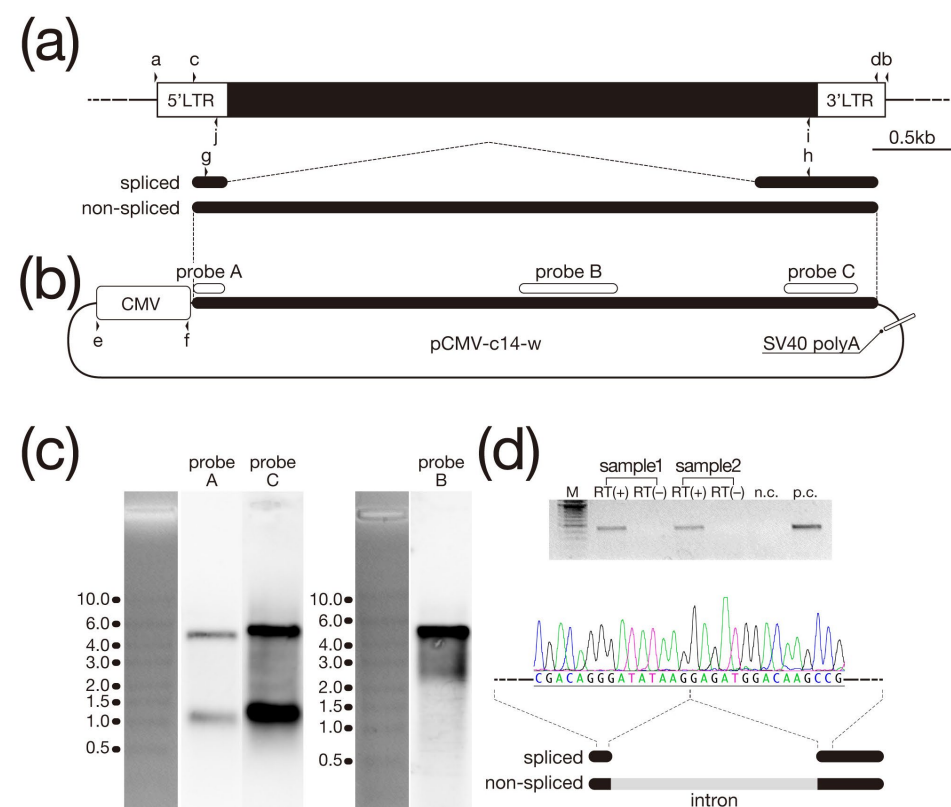 (a)
a c db
5'LTR 3'LTR
j i
0.5kb
g h
spliced
non-spliced
(b)
probe A probe B probe C
CMV
e f pCMV-c14-w SV40 polyA
(c)
probe A probe C probe B
10.0 10.0
6.0 6.0
4.0 4.0
3.0 3.0
2.0 2.0
1.5 1.5
1.0 1.0
0.5 0.5
(d)
sample1 sample2
M RT(+) RT(–) RT(+) RT(–) n.c. p.c.
CGACAGGGATATAAGGAGATGGACAAGCCG
spliced
non-spliced
intron